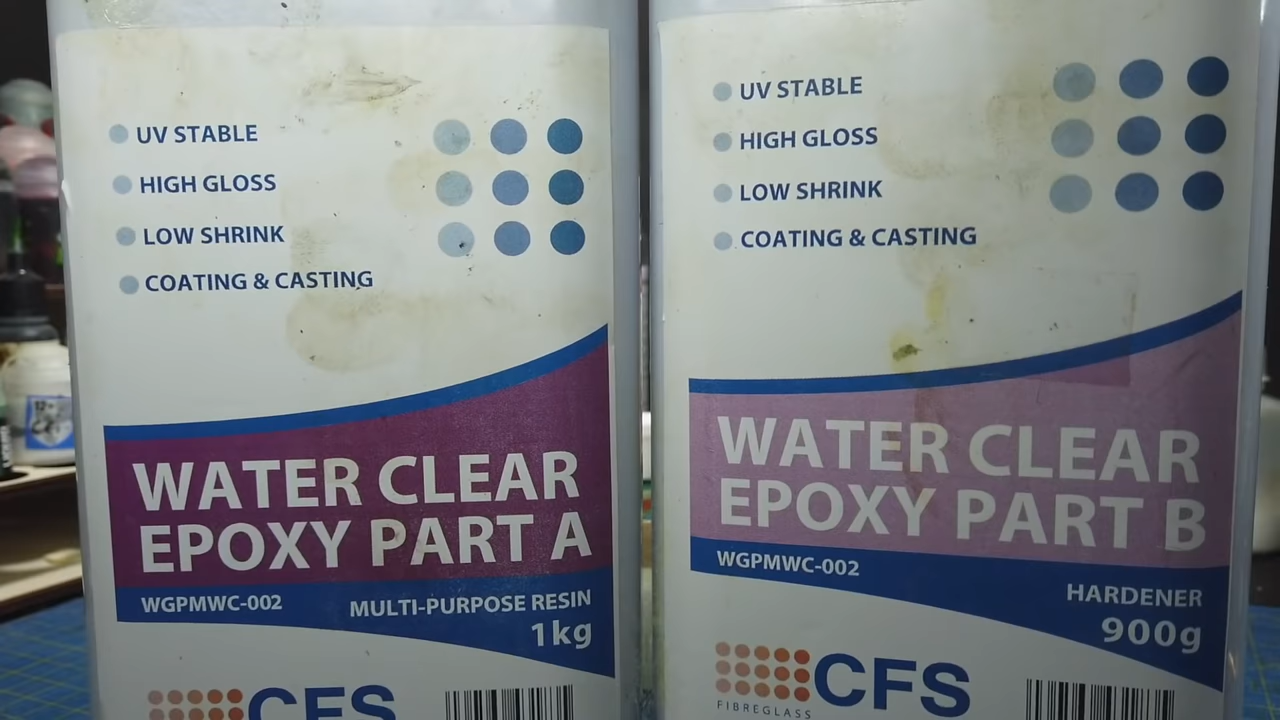 UV STABLE
HIGH GLOSS
LOW SHRINK
COATING & CASTING
WATER CLEAR
EPOXY PART A
WGPMWC-002
MULTI-PURPOSE RESIN
1kg
CFS
UV STABLE
HIGH GLOSS
LOW SHRINK
COATING & CASTING
WATER CLEAR
EPOXY PART B
WGPMWC-002
HARDENER
900g
CFS
FIBREGLASS